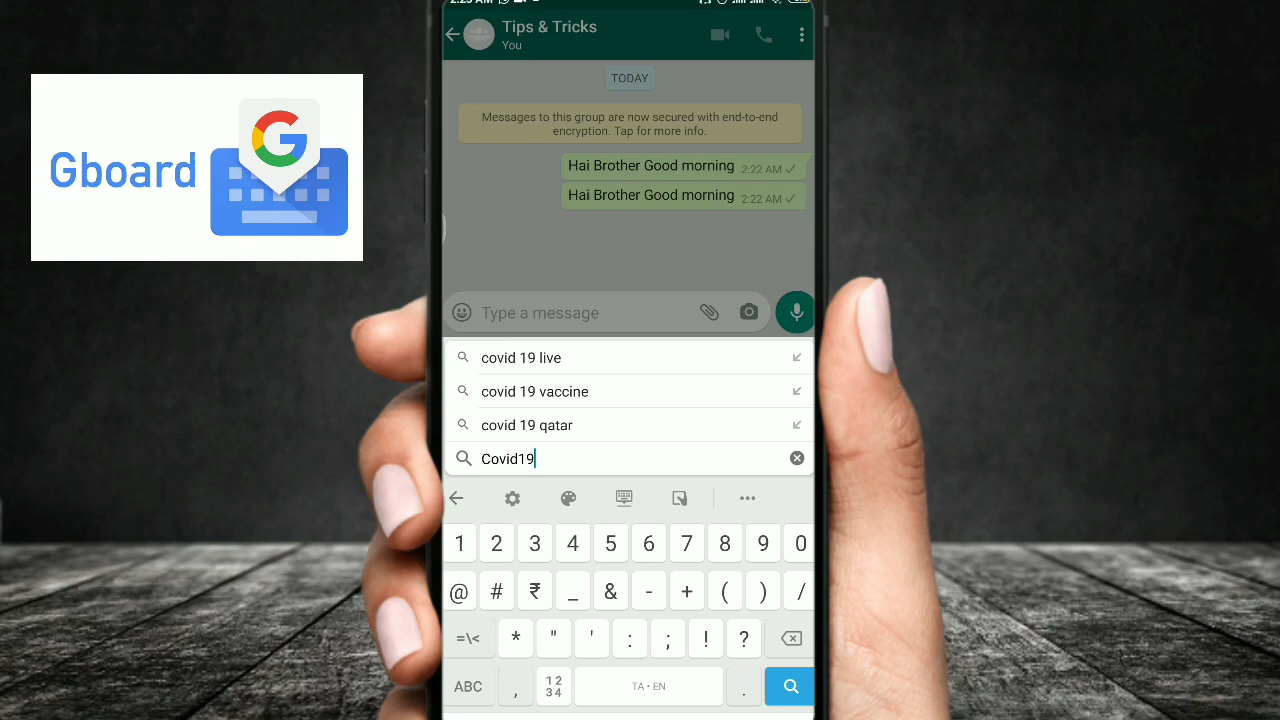 2:23 AM
Tips & Tricks
You
TODAY
Messages to this group are now secured with end-to-end
encryption. Tap for more info.
Hai Brother Good morning 2:22 AM
Hai Brother Good morning 2:22 AM
Gboard
G
Type a message
covid 19 live
covid 19 vaccine
covid 19 qatar
Covid19
1 2 3 4 5 6 7 8 9 0
@ # ₹ _ & - + ( ) /
=\< * " ' : ; ! ?
ABC , 12 34 TA • EN .